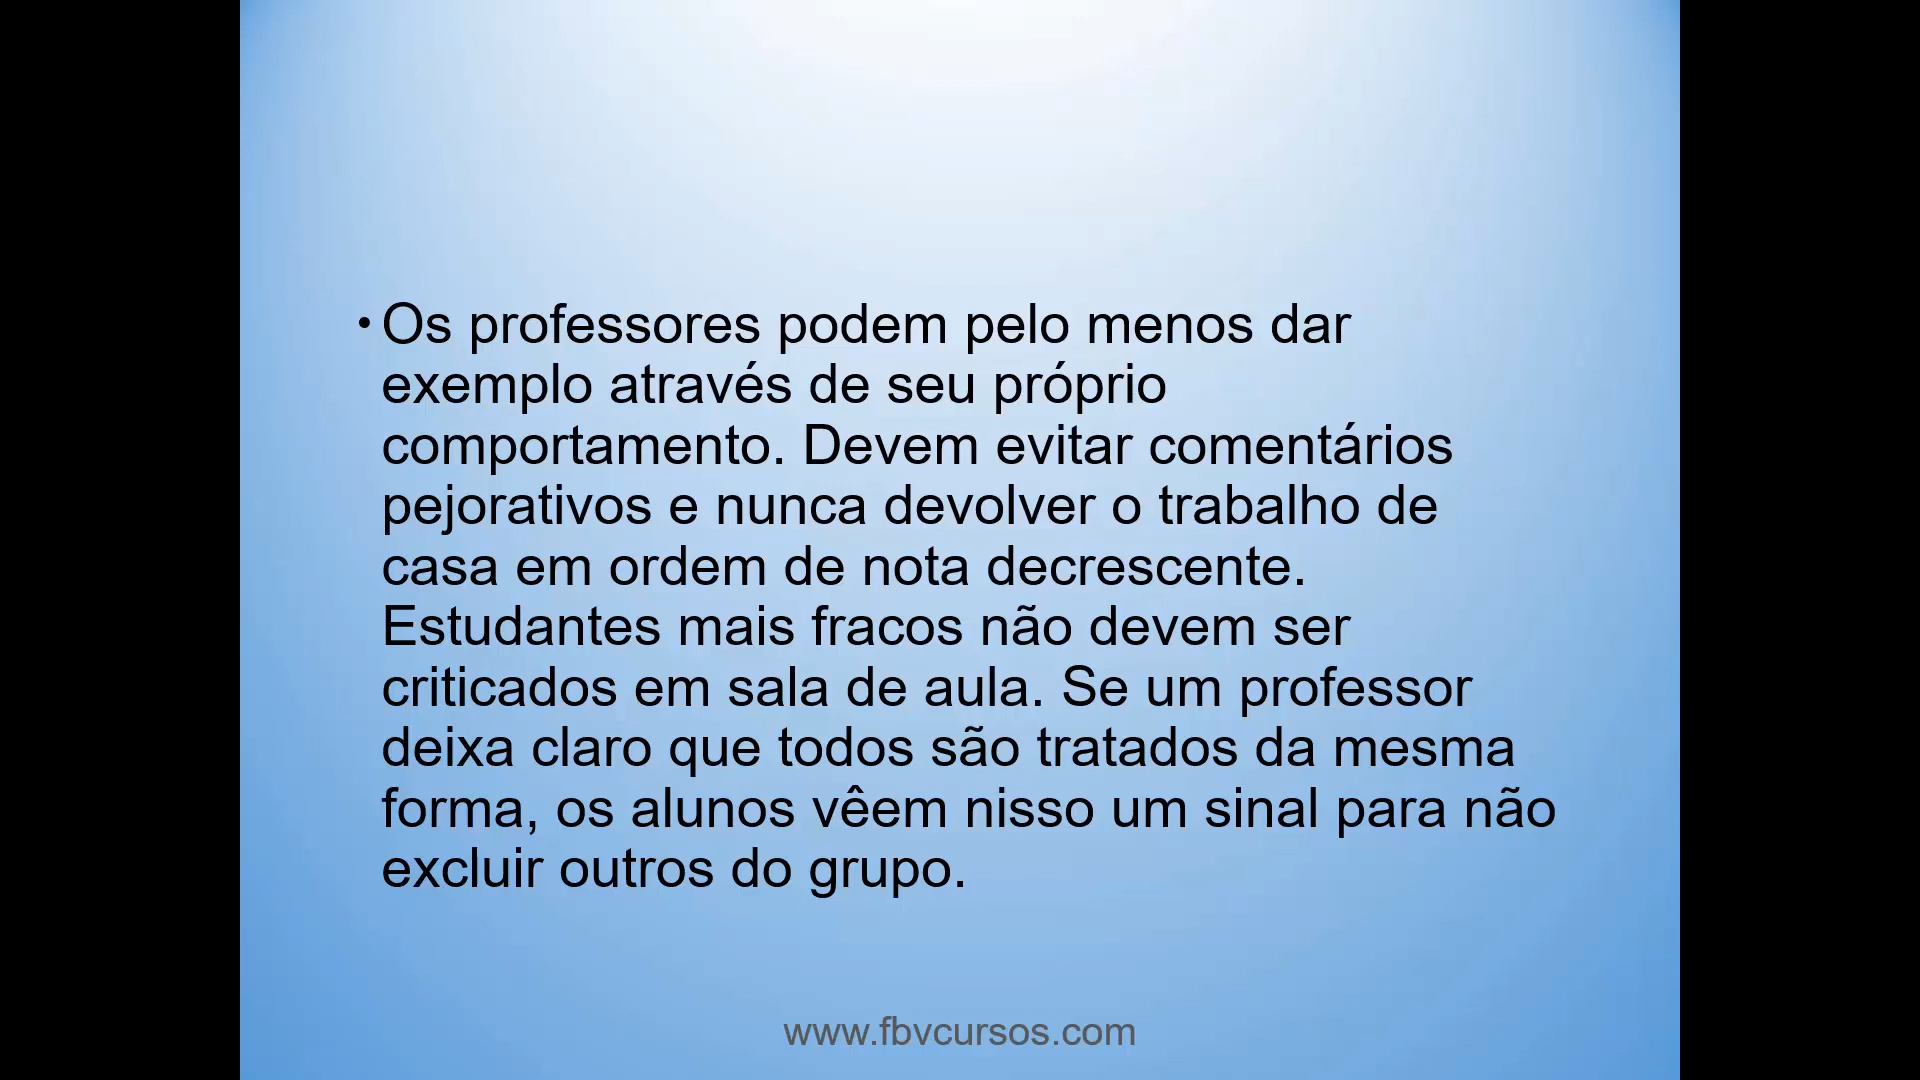 • Os professores podem pelo menos dar
exemplo através de seu próprio
comportamento. Devem evitar comentários
pejorativos e nunca devolver o trabalho de
casa em ordem de nota decrescente.
Estudantes mais fracos não devem ser
criticados em sala de aula. Se um professor
deixa claro que todos são tratados da mesma
forma, os alunos vêem nisso um sinal para não
excluir outros do grupo.
www.fbvcursos.com